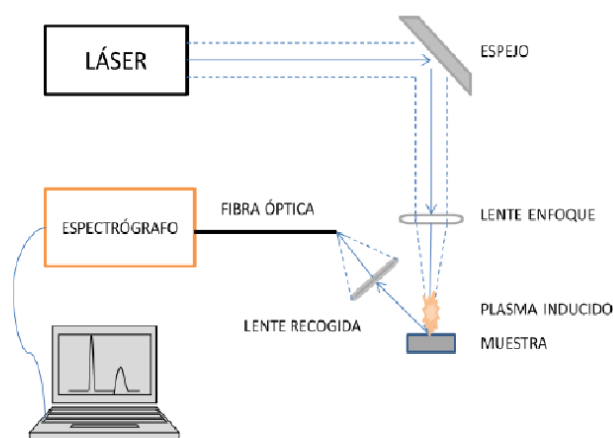 LÁSER
ESPEJO
LENTE ENFOQUE
FIBRA ÓPTICA
ESPECTRÓGRAFO
PLASMA INDUCIDO
LENTE RECOGIDA
MUESTRA